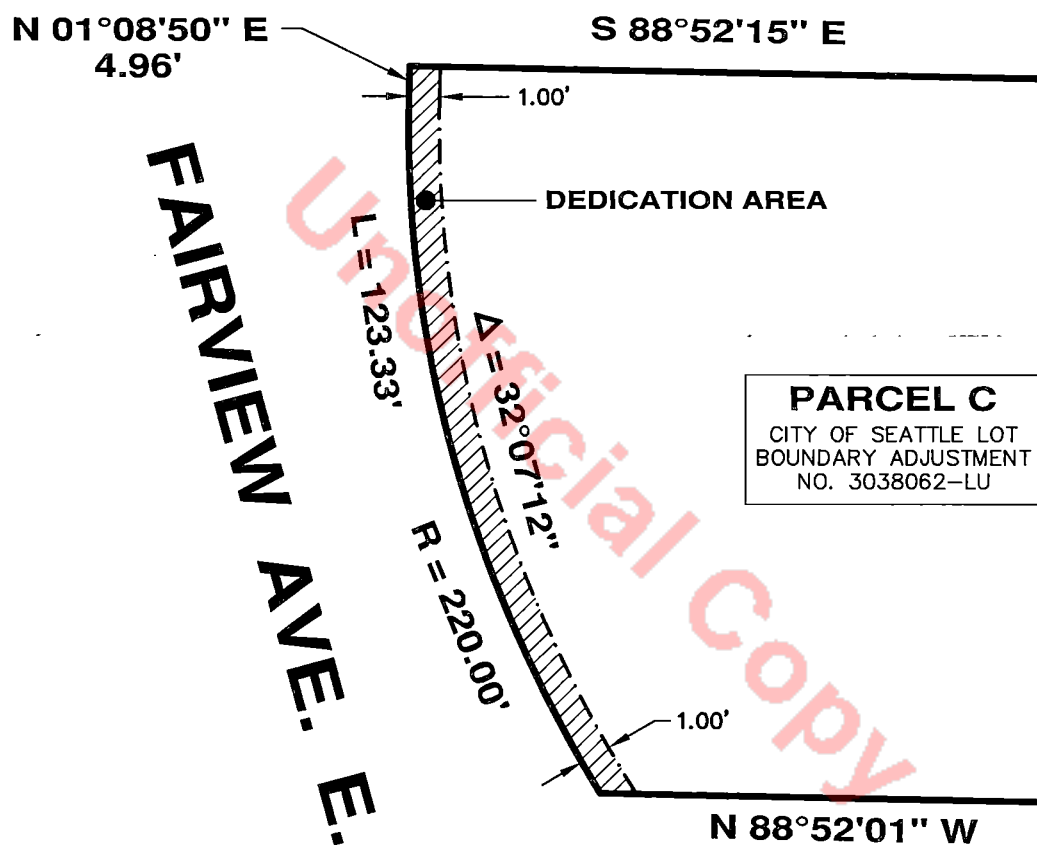 N 01°08'50" E
4.96'
S 88°52'15" E
1.00'
DEDICATION AREA
FAIRVIEW AVE. E.
L = 123.33'
Δ = 32°07'12"
R = 220.00'
PARCEL C
CITY OF SEATTLE LOT
BOUNDARY ADJUSTMENT
NO. 3038062-LU
Unofficial Copy
1.00'
N 88°52'01" W